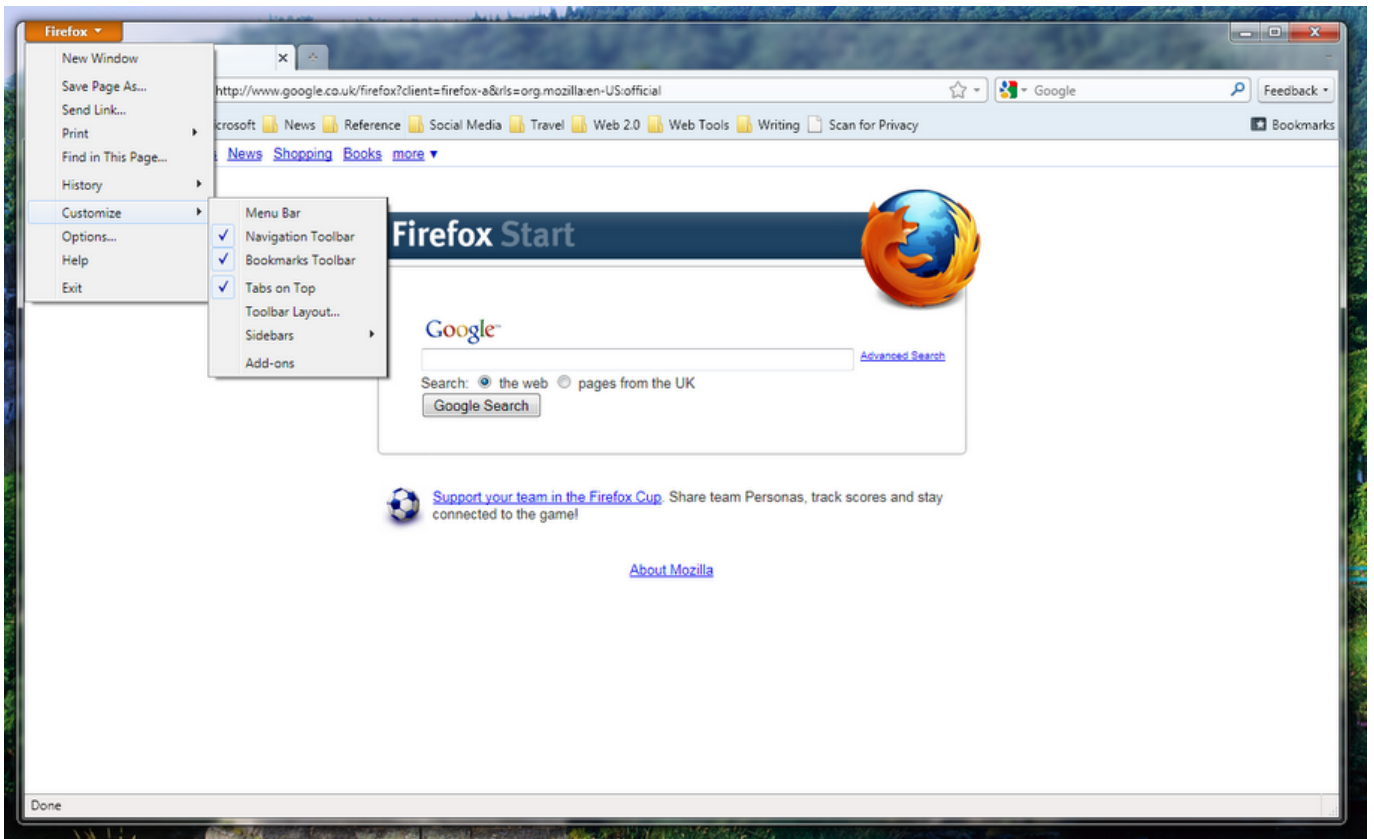 Firefox
New Window
Save Page As...
Send Link...
Print
Find in This Page...
History
Customize
Options...
Help
Exit
Menu Bar
Navigation Toolbar
Bookmarks Toolbar
Tabs on Top
Toolbar Layout...
Sidebars
Add-ons
http://www.google.co.uk/firefox?client=firefox-a&rls=org.mozilla:en-US:official
Google
Feedback
crosoft News Reference Social Media Travel Web 2.0 Web Tools Writing Scan for Privacy
Bookmarks
News Shopping Books more ▼
Firefox Start
Google™
Advanced Search
Search: the web pages from the UK
Google Search
Support your team in the Firefox Cup. Share team Personas, track scores and stay
connected to the game!
About Mozilla
Done